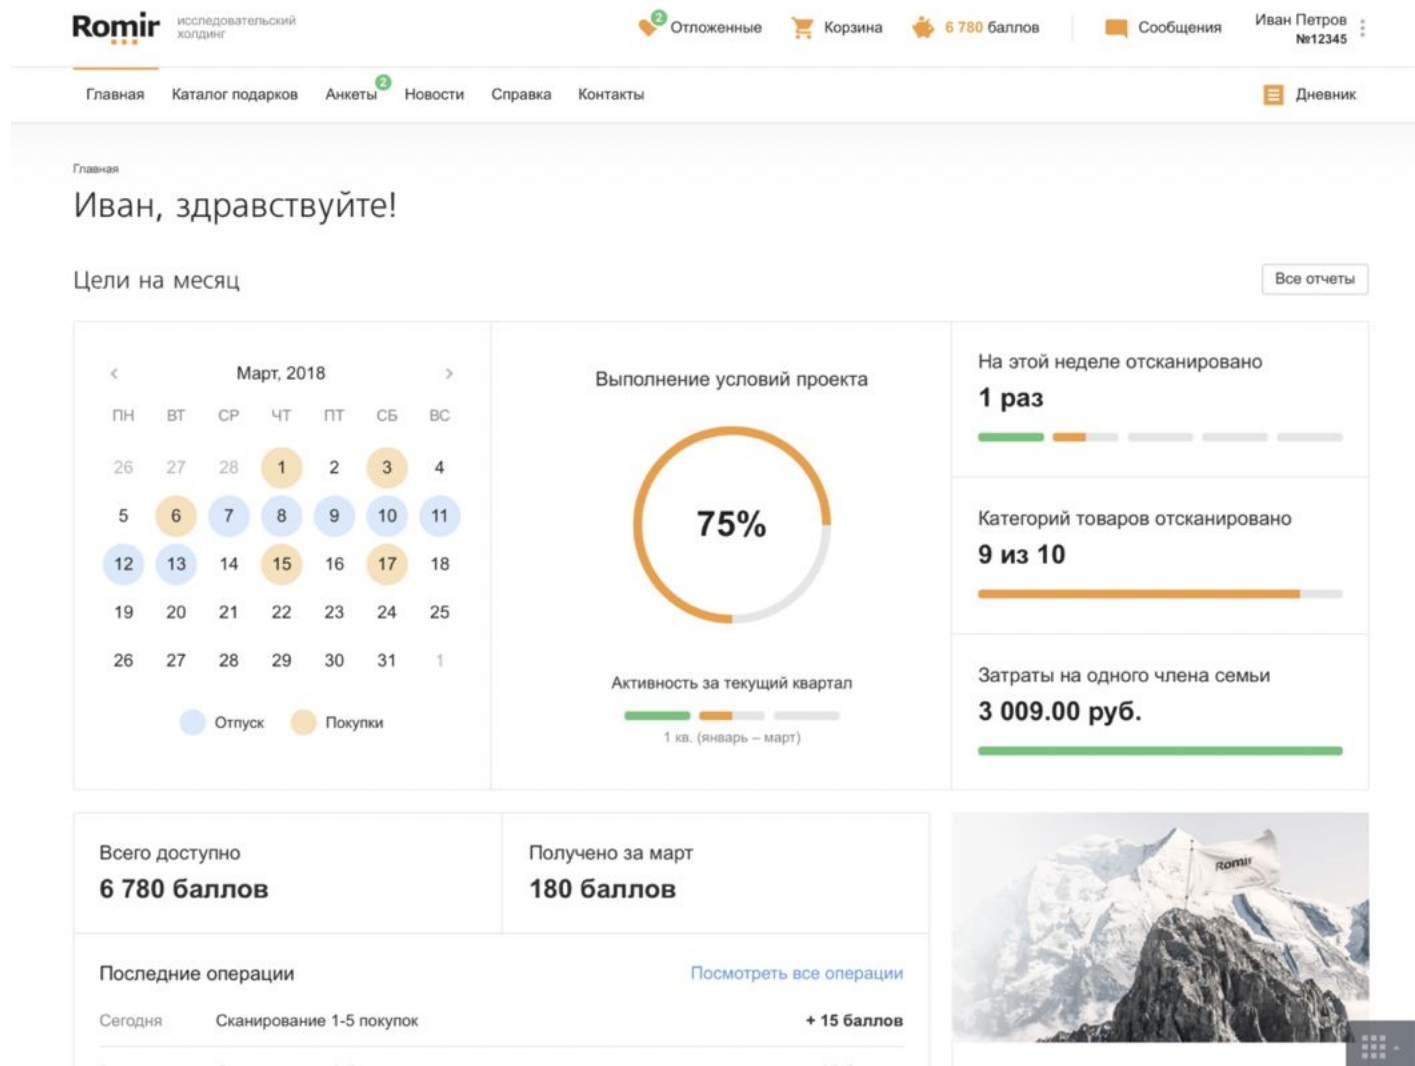 Romir
исследовательский
холдинг
2
Отложенные
Корзина
6 780 баллов
Сообщения
Иван Петров
№12345
Главная
Каталог подарков
Анкеты
2
Новости
Справка
Контакты
Дневник
Главная
Иван, здравствуйте!
Цели на месяц
Все отчеты
Март, 2018
ПН ВТ СР ЧТ ПТ СБ ВС
26 27 28 1 2 3 4
5 6 7 8 9 10 11
12 13 14 15 16 17 18
19 20 21 22 23 24 25
26 27 28 29 30 31 1
Отпуск
Покупки
Выполнение условий проекта
75%
Активность за текущий квартал
1 кв. (январь – март)
На этой неделе отсканировано
1 раз
Категорий товаров отсканировано
9 из 10
Затраты на одного члена семьи
3 009.00 руб.
Всего доступно
6 780 баллов
Получено за март
180 баллов
Последние операции
Посмотреть все операции
Сегодня
Сканирование 1-5 покупок
+ 15 баллов
Romir